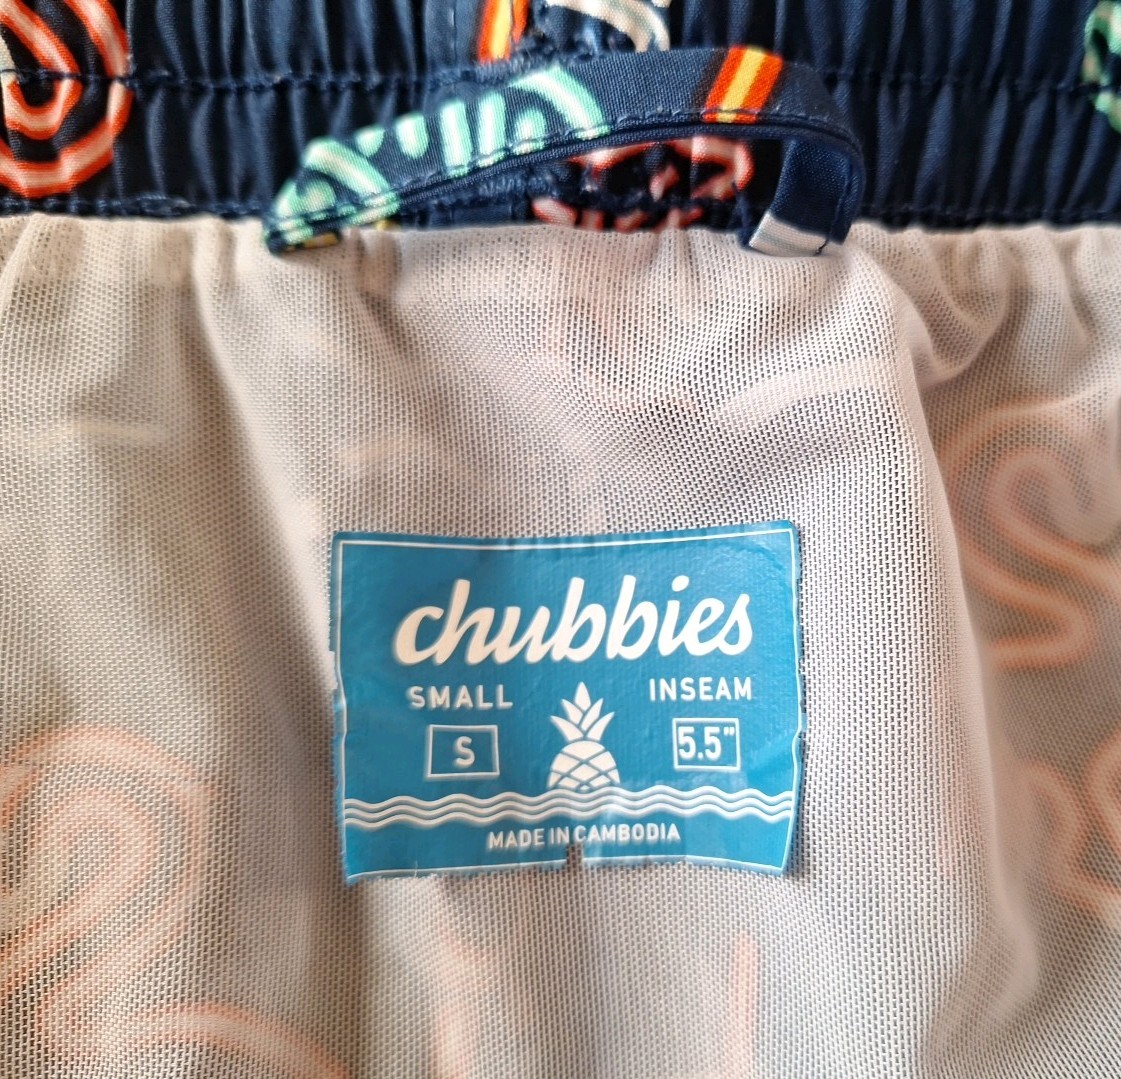 chubbies
SMALL INSEAM
S 5.5"
MADE IN CAMBODIA